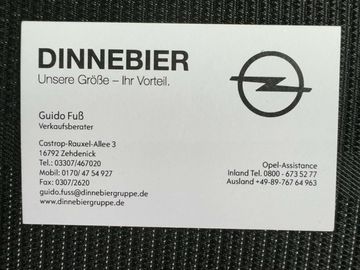 DINNEBIER
Unsere Größe – Ihr Vorteil.
Guido Fuß
Verkaufsberater
Castrop-Rauxel-Allee 3
16792 Zehdenick
Tel.: 03307/467020
Mobil: 0170/ 47 54 927
Fax: 0307/2620
guido.fuss@dinnebiergruppe.de
www.dinnebiergruppe.de
Opel-Assistance
Inland Tel. 0800 - 673 52 77
Ausland +49-89-767 64 963